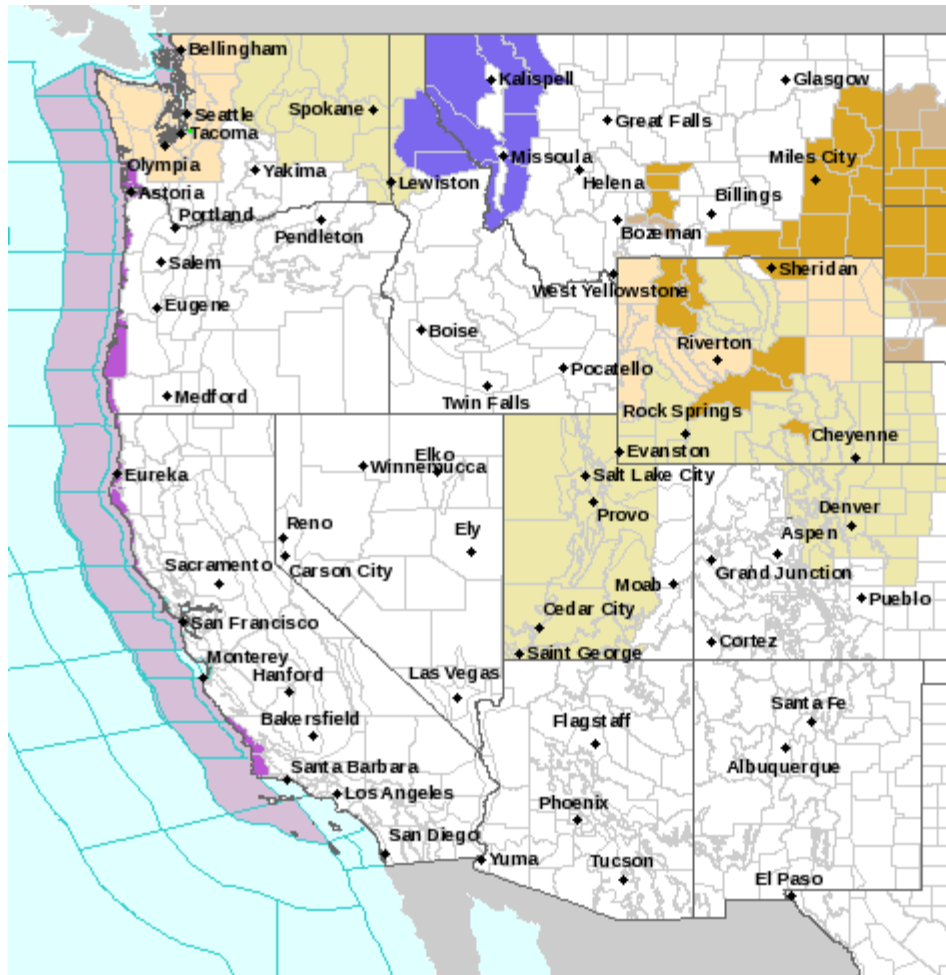 Bellingham
Kalispell
Glasgow
Spokane
Seattle
Great Falls
Tacoma
Olympia
Missoula
Miles City
Yakima
Helena
Lewiston
Astoria
Billings
Portland
Bozeman
Pendleton
Salem
Sheridan
West Yellowstone
Eugene
Boise
Riverton
Pocatello
Medford
Twin Falls
Rock Springs
Cheyenne
Evanston
Elko
Winnemucca
Eureka
Salt Lake City
Provo
Denver
Reno
Ely
Aspen
Sacramento
Carson City
Grand Junction
Moab
Pueblo
San Francisco
Cedar City
Cortez
Saint George
Monterey
Hanford
Las Vegas
Santa Fe
Bakersfield
Flagstaff
Albuquerque
Santa Barbara
Los Angeles
Phoenix
San Diego
Yuma
Tucson
El Paso